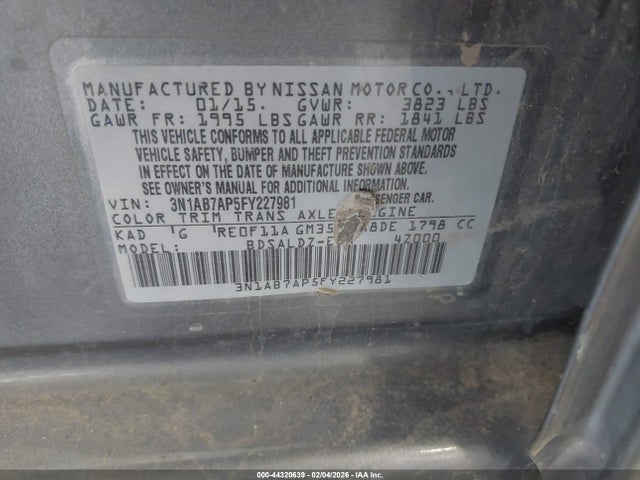 MANUFACTURED BY NISSAN MOTOR CO., LTD.
DATE: 01/15. GVWR: 3823 LBS
GAWR FR: 1995 LBS GAWR RR: 1841 LBS
THIS VEHICLE CONFORMS TO ALL APPLICABLE FEDERAL MOTOR
VEHICLE SAFETY, BUMPER AND THEFT PREVENTION STANDARDS
IN EFFECT ON THE DATE OF MANUFACTURE SHOWN ABOVE.
SEE OWNER'S MANUAL FOR ADDITIONAL
VIN: 3N1AB7AP5FY227981 CAR.
COLOR TRIM TRANS AXLE
KAD G RE0F11A 1798 CC
MODEL: 42000
3N1AB7AP5FY227981
000-44320639 - 02/04/2026 - IAA Inc.